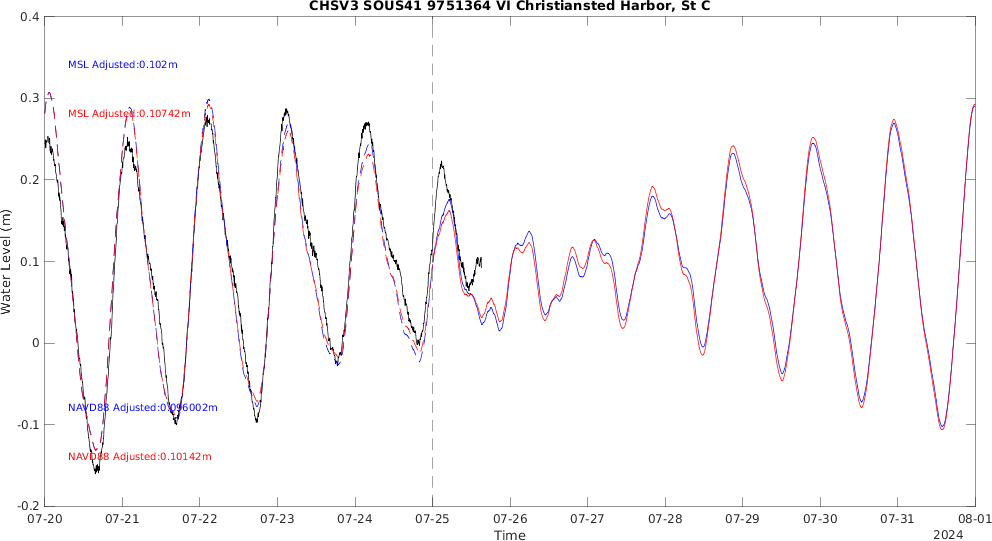 CHSV3 SOUS41 9751364 VI Christiansted Harbor, St C
0.4
MSL Adjusted:0.102m
0.3
MSL Adjusted:0.10742m
0.2
Water Level (m)
0.1
0
NAVD88 Adjusted:0.096002m
-0.1
NAVD88 Adjusted:0.10142m
-0.2
07-20 07-21 07-22 07-23 07-24 07-25 07-26 07-27 07-28 07-29 07-30 07-31 08-01
Time
2024